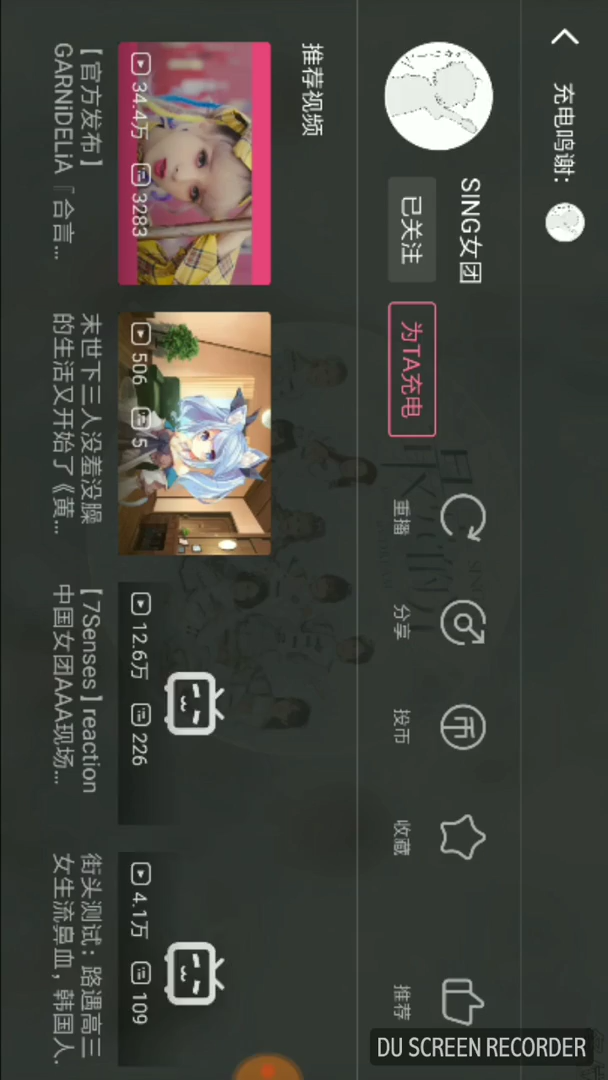 充电鸣谢：
SING女团
已关注
为TA充电
重播
分享
投币
收藏
推荐
推荐视频
34.4万 3283
【官方发布】
GARNiDELiA『合言...
506 5
末世下三人没羞没臊
的生活又开始了《黄...
12.6万 226
【7Senses】reaction
中国女团AAA现场...
4.1万 109
街头测试：路遇高三
女生流鼻血，韩国人.
DU SCREEN RECORDER